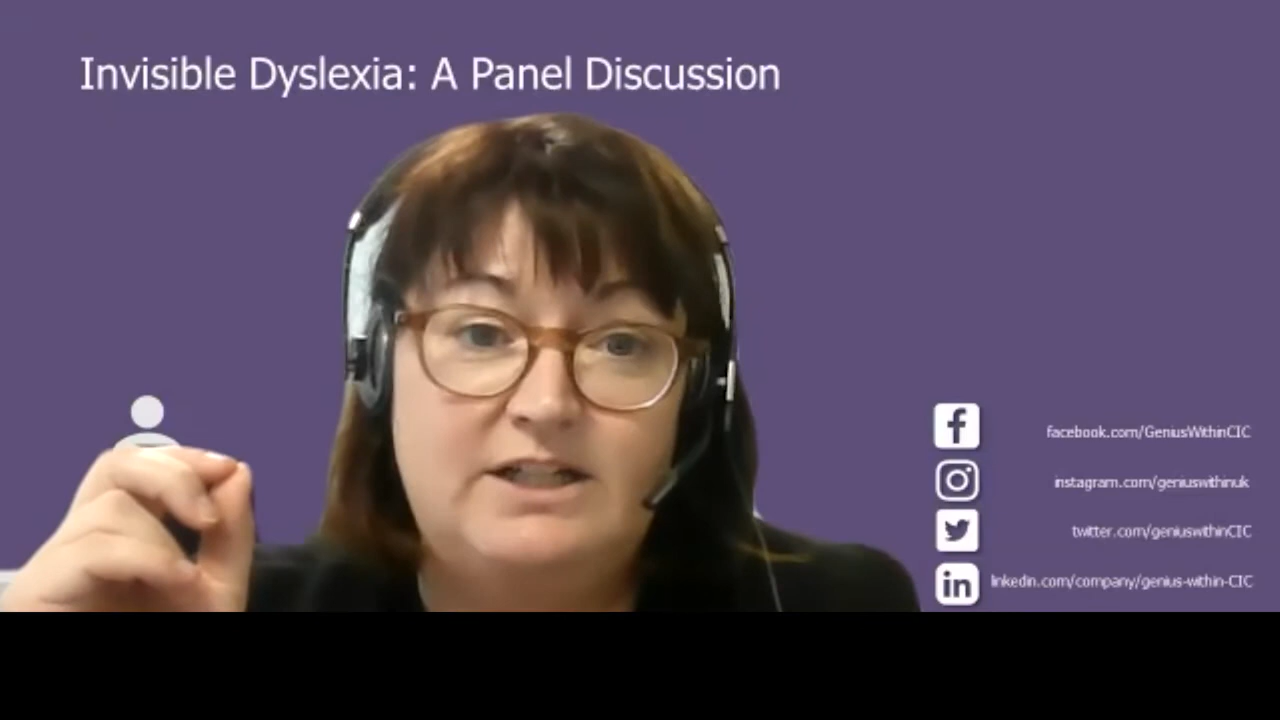 Invisible Dyslexia: A Panel Discussion
facebook.com/GeniusWithinCIC
instagram.com/geniuswithinuk
twitter.com/geniuswithinCIC
linkedin.com/company/genius-within-CIC